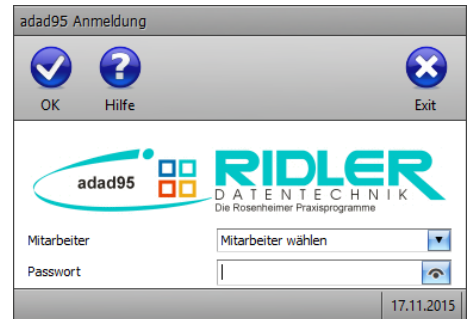 adad95 Anmeldung
OK Hilfe Exit
adad95 RIDLER
DATENTECHNIK
Die Rosenheimer Praxisprogramme
Mitarbeiter Mitarbeiter wählen
Passwort
17.11.2015